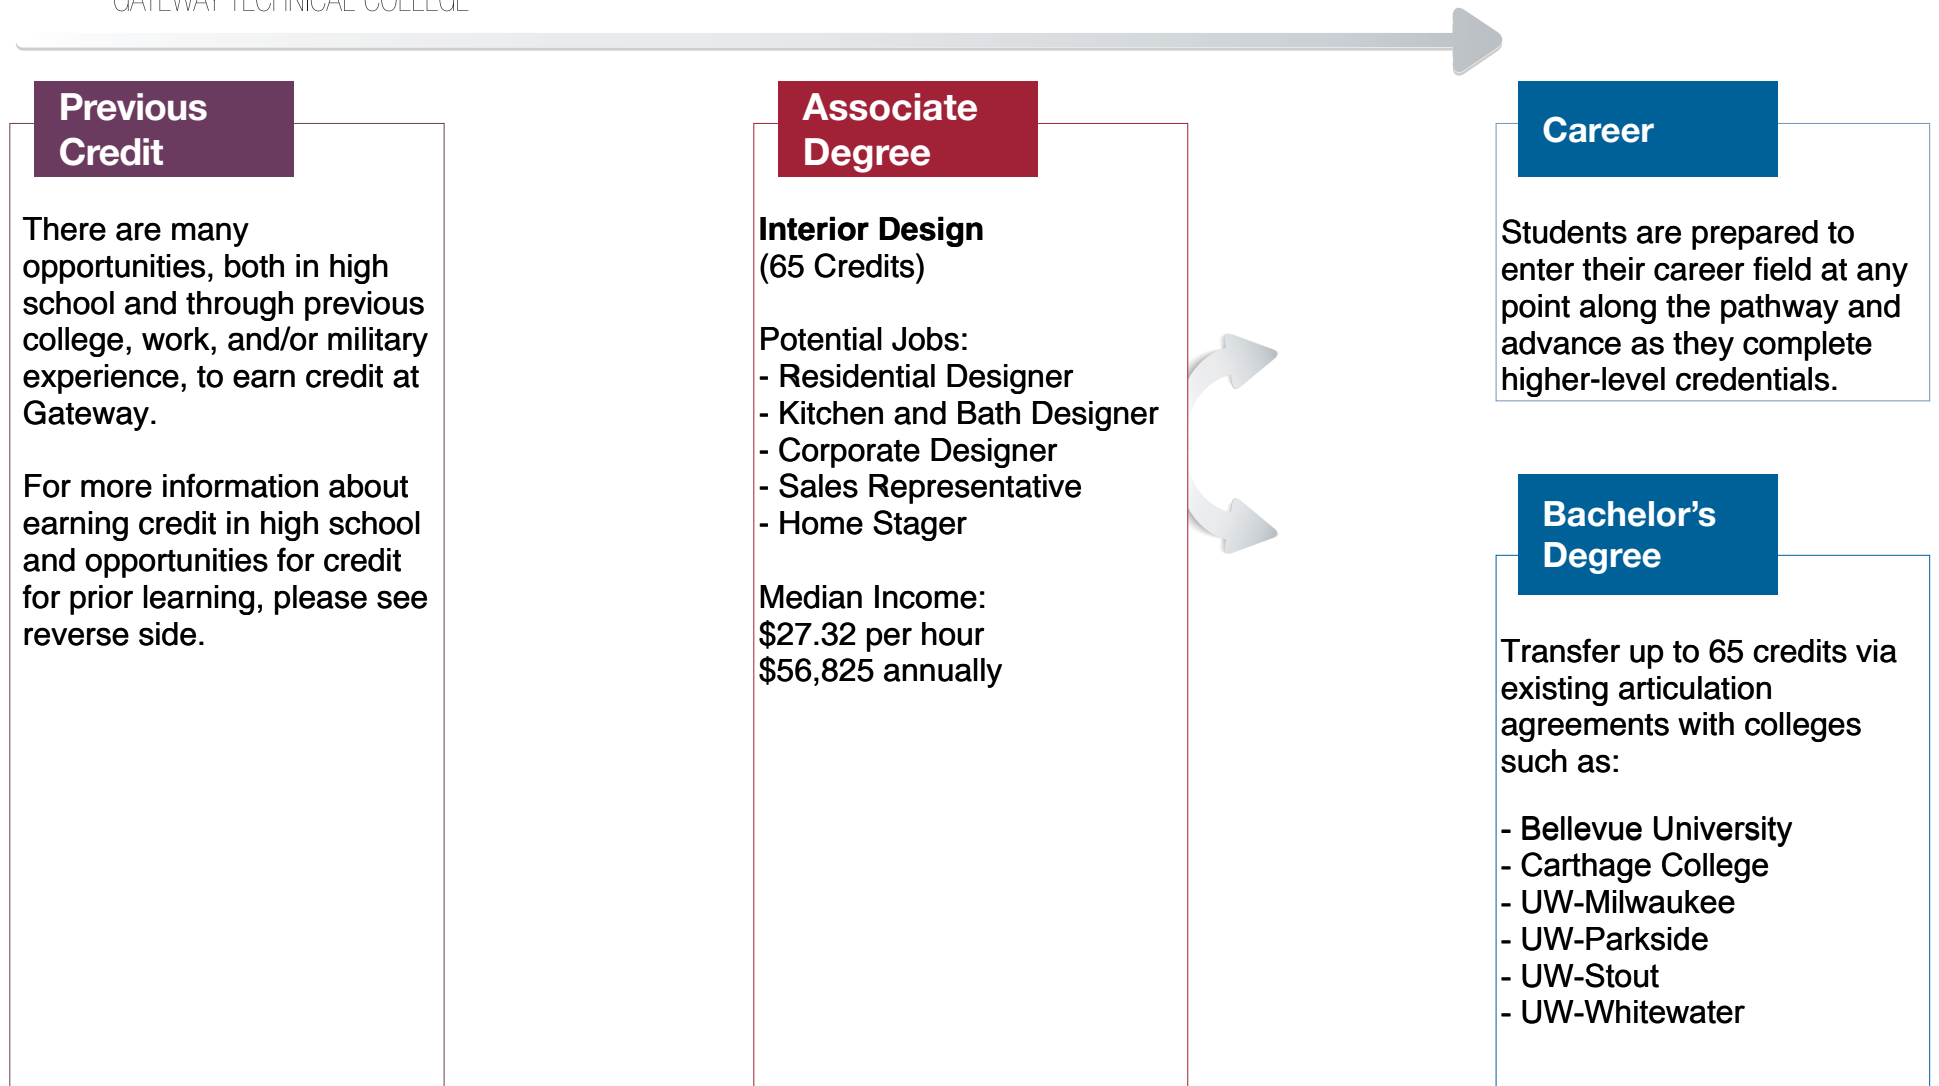 GATEWAY TECHNICAL COLLEGE
Previous
Credit
There are many
opportunities, both in high
school and through previous
college, work, and/or military
experience, to earn credit at
Gateway.
For more information about
earning credit in high school
and opportunities for credit
for prior learning, please see
reverse side.
Associate
Degree
Interior Design
(65 Credits)
Potential Jobs:
- Residential Designer
- Kitchen and Bath Designer
- Corporate Designer
- Sales Representative
- Home Stager
Median Income:
$27.32 per hour
$56,825 annually
Career
Students are prepared to
enter their career field at any
point along the pathway and
advance as they complete
higher-level credentials.
Bachelor’s
Degree
Transfer up to 65 credits via
existing articulation
agreements with colleges
such as:
- Bellevue University
- Carthage College
- UW-Milwaukee
- UW-Parkside
- UW-Stout
- UW-Whitewater